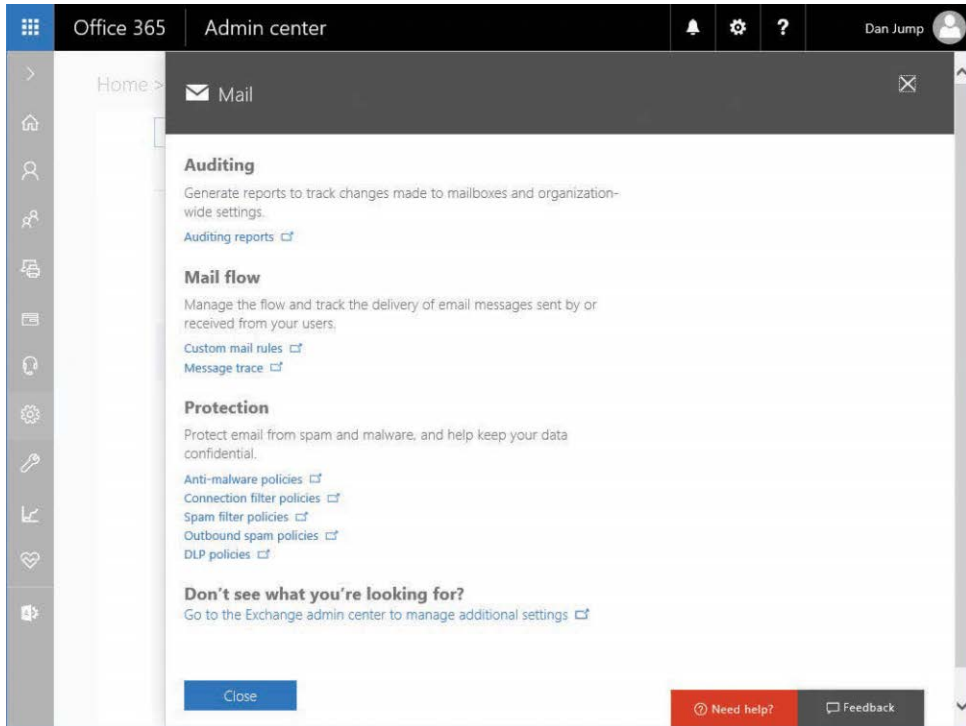 Office 365
Admin center
?
Dan Jump
Home >
Mail
Auditing
Generate reports to track changes made to mailboxes and organization-
wide settings.
Auditing reports
Mail flow
Manage the flow and track the delivery of email messages sent by or
received from your users.
Custom mail rules
Message trace
Protection
Protect email from spam and malware, and help keep your data
confidential.
Anti-malware policies
Connection filter policies
Spam filter policies
Outbound spam policies
DLP policies
Don't see what you're looking for?
Go to the Exchange admin center to manage additional settings
Close
Need help?
Feedback